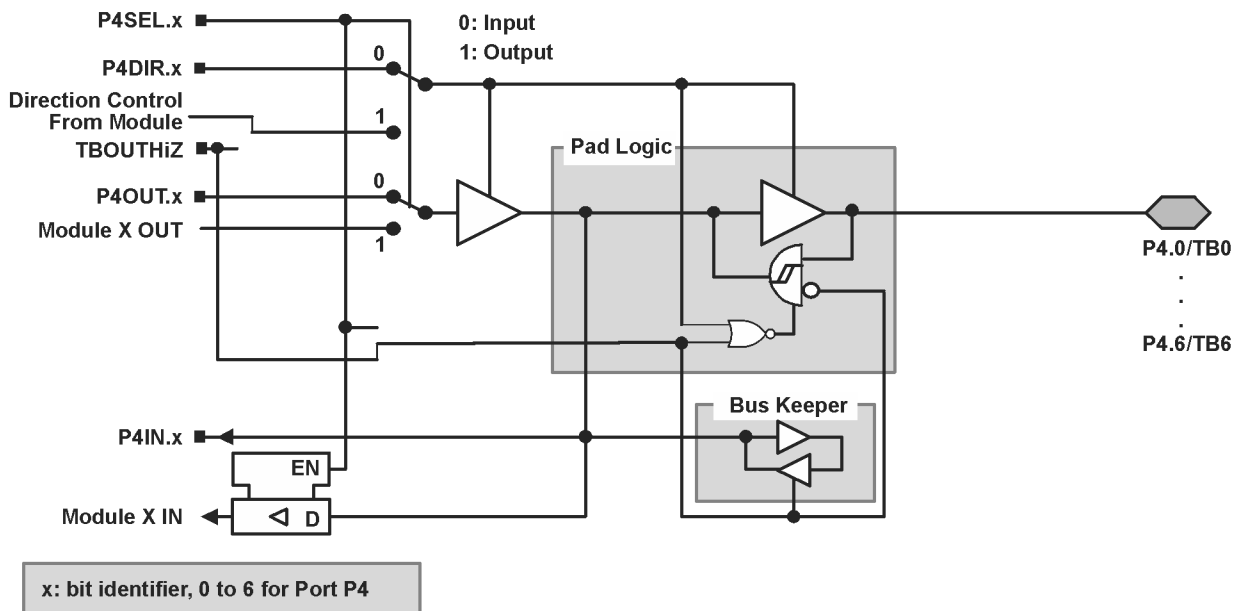 P4SEL.x
0: Input
1: Output
P4DIR.x
0
Direction Control
From Module
1
TBOUTHiZ
Pad Logic
P4OUT.x
0
Module X OUT
1
P4.0/TB0
.
.
.
P4.6/TB6
Bus Keeper
P4IN.x
EN
Module X IN
D
x: bit identifier, 0 to 6 for Port P4